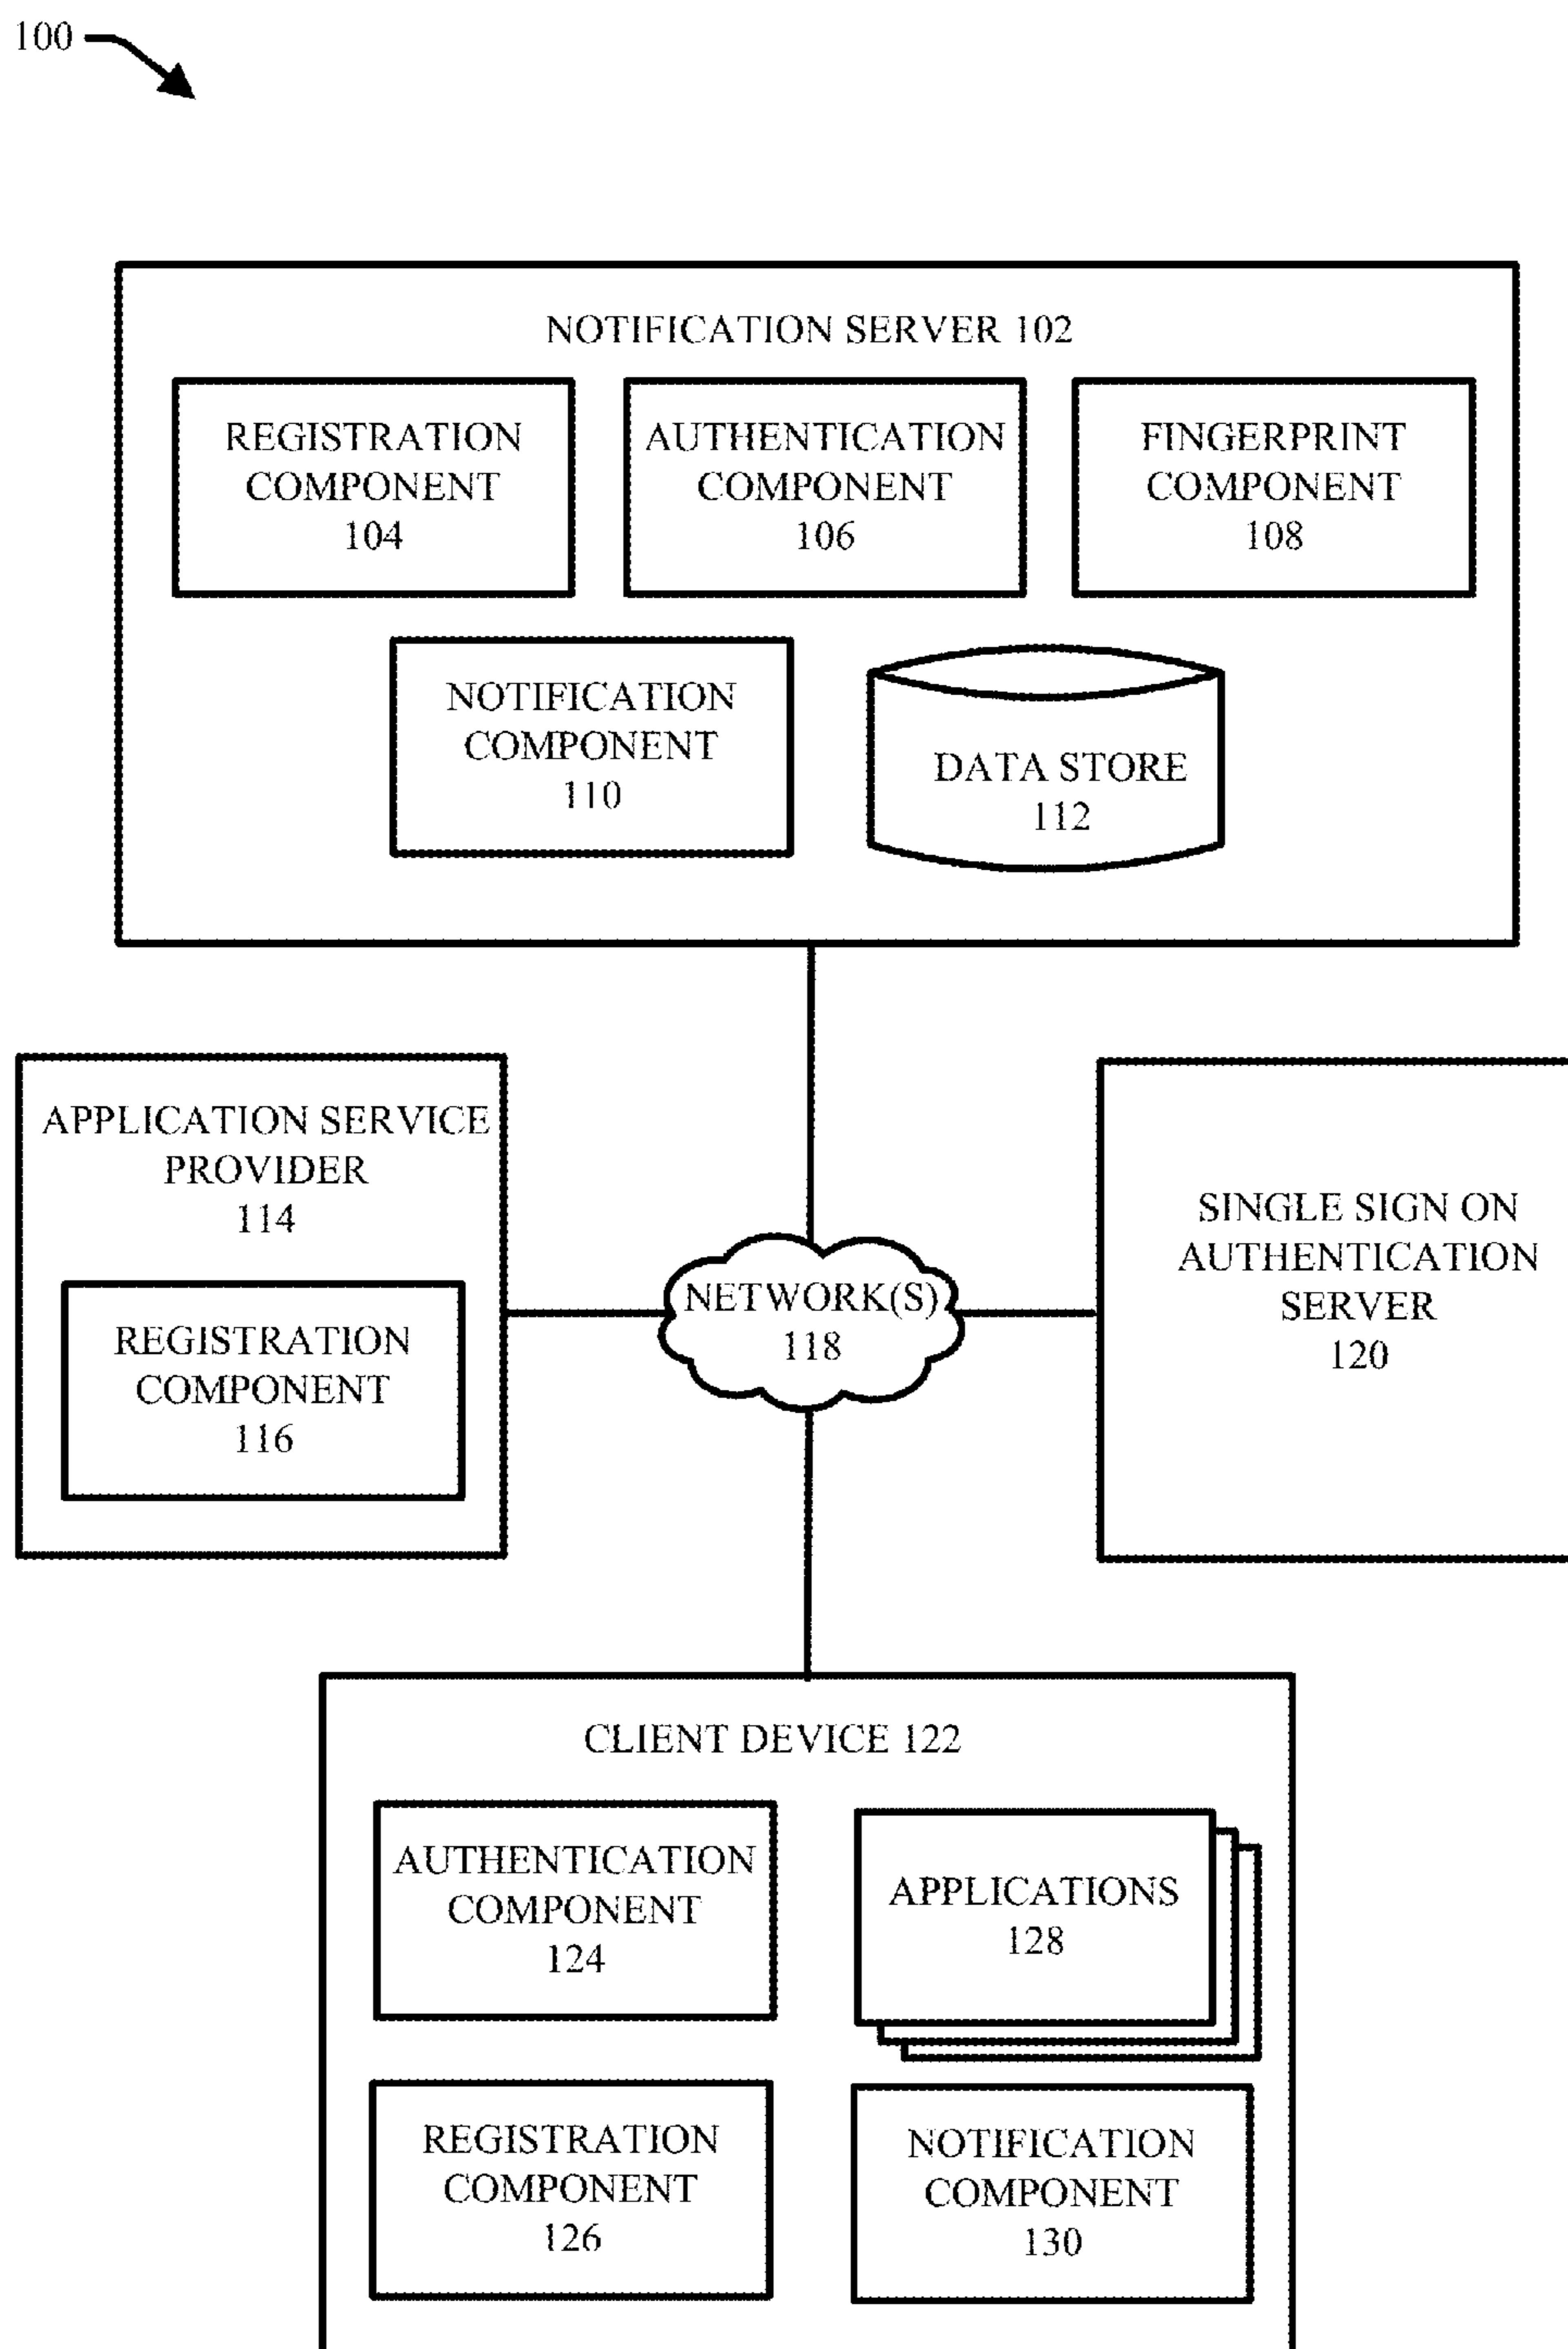 100
NOTIFICATION SERVER 102
REGISTRATION
COMPONENT
104
AUTHENTICATION
COMPONENT
106
FINGERPRINT
COMPONENT
108
NOTIFICATION
COMPONENT
110
DATA STORE
112
APPLICATION SERVICE
PROVIDER
114
REGISTRATION
COMPONENT
116
NETWORK(S)
118
SINGLE SIGN ON
AUTHENTICATION
SERVER
120
CLIENT DEVICE 122
AUTHENTICATION
COMPONENT
124
APPLICATIONS
128
REGISTRATION
COMPONENT
126
NOTIFICATION
COMPONENT
130